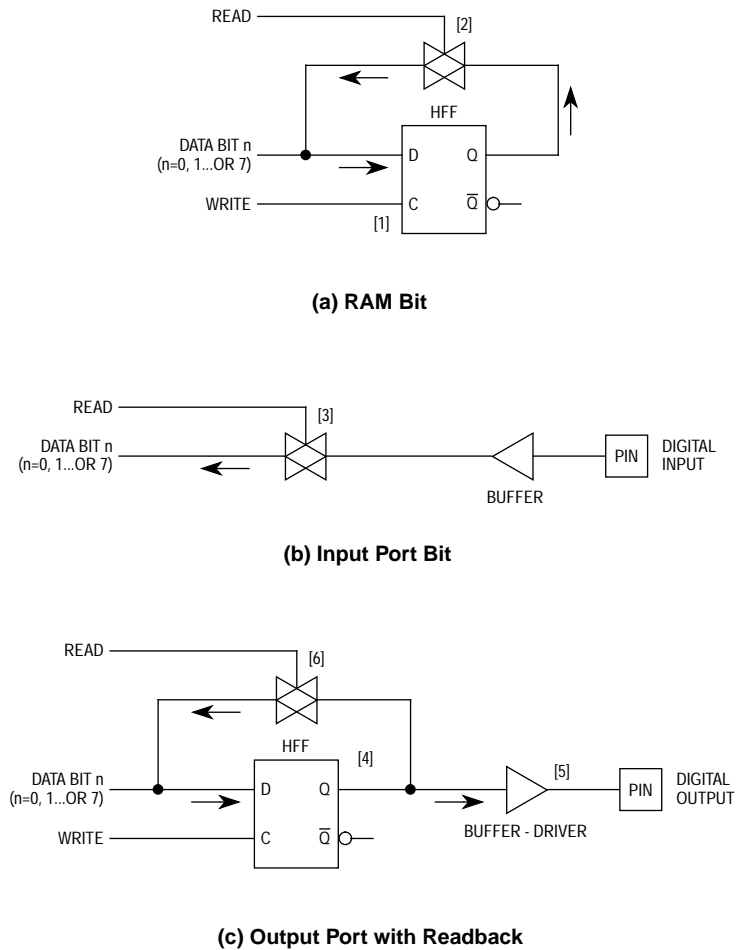 READ
[2]
HFF
DATA BIT n
(n=0, 1...OR 7)
D
Q
WRITE
C
Q̅
[1]
(a) RAM Bit
READ
[3]
DATA BIT n
(n=0, 1...OR 7)
PIN
DIGITAL
INPUT
BUFFER
(b) Input Port Bit
READ
[6]
HFF
[4]
DATA BIT n
(n=0, 1...OR 7)
D
Q
[5]
PIN
DIGITAL
OUTPUT
BUFFER - DRIVER
WRITE
C
Q̅
(c) Output Port with Readback